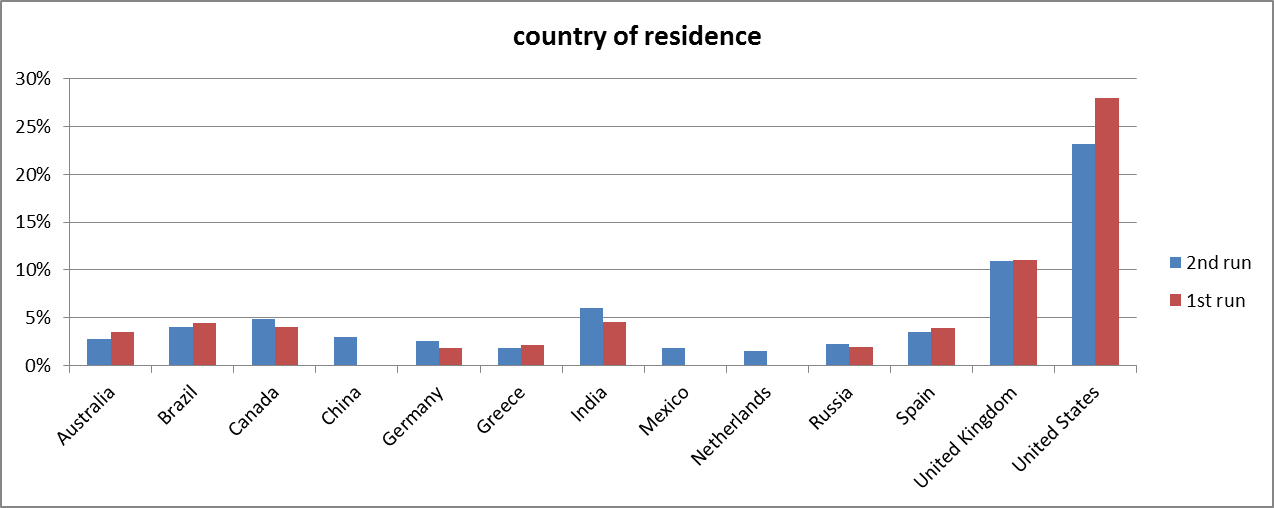 country of residence
30%
25%
20%
15%
10%
5%
0%
Australia
Brazil
Canada
China
Germany
Greece
India
Mexico
Netherlands
Russia
Spain
United Kingdom
United States
2nd run
1st run